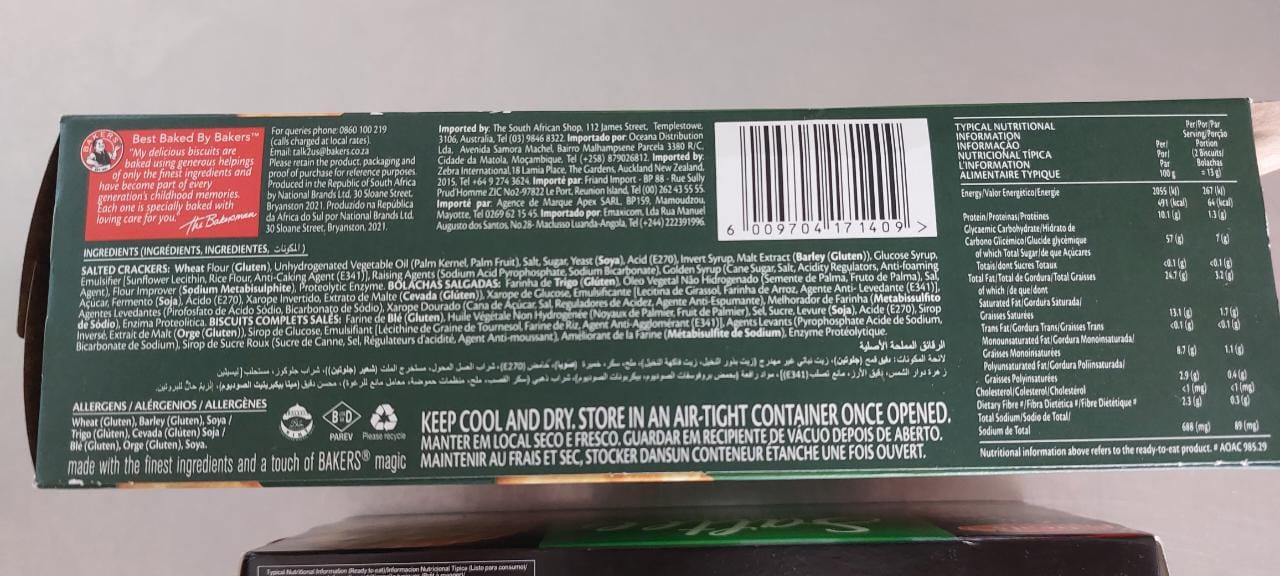 BAKERS
Best Baked By Bakers™
"My delicious biscuits are
baked using generous helpings
of only the finest ingredients and
have become part of every
generation's childhood memories.
Each one is specially baked with
loving care for you."
The Bakerman
For queries phone: 0860 100 219
(calls charged at local rates).
Email: talk2us@bakers.co.za
Please retain the product, packaging and
proof of purchase for reference purposes.
Produced in the Republic of South Africa
by National Brands Ltd. 30 Sloane Street,
Bryanston 2021. Produzido na República
da África do Sul por National Brands Ltd.
30 Sloane Street, Bryanston, 2021.
Imported by: The South African Shop, 112 James Street, Templestowe,
3106, Australia, Tel (03) 9846 8322. Importado por: Oceana Distribution
Lda. Avenida Samora Machel, Bairro Malhampsene Parcela 3380 R/C,
Cidade da Matola, Moçambique, Tel (+258) 879026812. Imported by:
Zebra International, 18 Lamia Place, The Gardens, Auckland New Zealand,
2015, Tel +64 9 274 3624. Importé par: Friand Import - BP 88 - Rue Sully
Prud'Homme ZIC No2-97822 Le Port, Reunion Island, Tel (00) 262 43 55 55.
Importé par: Agence de Marque Apex SARL, BP159, Mamoudzou,
Mayotte, Tel 0269 62 15 45. Importado por: Emaxicom, Lda Rua Manuel
Augusto dos Santos, No.28- Maclusso Luanda-Angola, Tel (+244) 222391996.
6 009704 171409 >
INGREDIENTS (INGRÉDIENTS, INGREDIENTES, المكونات)
SALTED CRACKERS: Wheat Flour (Gluten), Unhydrogenated Vegetable Oil (Palm Kernel, Palm Fruit), Salt, Sugar, Yeast (Soya), Acid (E270), Invert Syrup, Malt Extract (Barley (Gluten)), Glucose Syrup,
Emulsifier (Sunflower Lecithin, Rice Flour, Anti-Caking Agent (E341)), Raising Agents (Sodium Acid Pyrophosphate, Sodium Bicarbonate), Golden Syrup (Cane Sugar, Salt, Acidity Regulators, Anti-foaming
Agent), Flour Improver (Sodium Metabisulphite), Proteolytic Enzyme. BOLACHAS SALGADAS: Farinha de Trigo (Glúten), Óleo Vegetal Não Hidrogenado (Semente de Palma, Fruto de Palma), Sal,
Açúcar, Fermento (Soja), Ácido (E270), Xarope Invertido, Extrato de Malte (Cevada (Glúten)), Xarope de Glucose, Emulsificante [Lecitina de Girassol, Farinha de Arroz, Agente Anti- Levedante (E341)],
Agentes Levedantes (Pirofosfato de Ácido Sódio, Bicarbonato de Sódio), Xarope Dourado (Cana de Açúcar, Sal, Reguladores de Acidez, Agente Anti-Espumante), Melhorador de Farinha (Metabissulfito
de Sódio), Enzima Proteolítica. BISCUITS COMPLETS SALÉS: Farine de Blé (Gluten), Huile Végétale Non Hydrogénée (Noyaux de Palmier, Fruit de Palmier), Sel, Sucre, Levure (Soja), Acide (E270), Sirop
Inversé, Extrait de Malt (Orge (Gluten)), Sirop de Glucose, Emulsifiant [Lécithine de Graine de Tournesol, Farine de Riz, Agent Anti-Agglomérant (E341)], Agents Levants (Pyrophosphate Acide de Sodium,
Bicarbonate de Sodium), Sirop de Sucre Roux (Sucre de Canne, Sel, Régulateurs d'acidité, Agent Anti-moussant), Améliorant de la Farine (Métabisulfite de Sodium), Enzyme Protéolytique.
الرقائق المملحة الأصلية
ALLERGENS / ALÉRGENIOS / ALLERGÈNES
Wheat (Gluten), Barley (Gluten), Soya /
Trigo (Glúten), Cevada (Glúten) Soja /
Blé (Gluten), Orge (Gluten), Soya.
B D
PAREV
Please recycle
KEEP COOL AND DRY. STORE IN AN AIR-TIGHT CONTAINER ONCE OPENED.
MANTER EM LOCAL SECO E FRESCO. GUARDAR EM RECIPIENTE DE VÁCUO DEPOIS DE ABERTO.
MAINTENIR AU FRAIS ET SEC, STOCKER DANSUN CONTENEUR ÉTANCHE UNE FOIS OUVERT.
made with the finest ingredients and a touch of BAKERS® magic
TYPICAL NUTRITIONAL
INFORMATION
INFORMAÇÃO
NUTRICIONAL TÍPICA
L'INFORMATION
ALIMENTAIRE TYPIQUE
Per/
Por/
Par
100 g
Per/Por/Par
Serving/Porção
Portion
(2 Biscuits/
Bolachas
= 13 g)
Energy/Valor Energético/Energie 2055 (kJ) 267 (kJ)
491 (kcal) 64 (kcal)
Protein/Proteínas/Protéines 10.1 (g) 1.3 (g)
Glycaemic Carbohydrate/Hidrato de
Carbono Glicémico/Glucide glycémique 57 (g) 7 (g)
of which Total Sugar/de que Açúcares
Totais/dont Sucres Totaux <0.1 (g) <0.1 (g)
Total Fat/Total de Gordura/Total Graisses 24.7 (g) 3.2 (g)
of which /de que/dont
Saturated Fat/Gordura Saturada/
Graisses Saturées 13.1 (g) 1.7 (g)
Trans Fat/Gordura Trans/Graisses Trans <0.1 (g) <0.1 (g)
Monounsaturated Fat/Gordura Monoinsaturada/
Graisses Monoinsaturées 8.7 (g) 1.1 (g)
Polyunsaturated Fat/Gordura Poliinsaturada/
Graisses Polyinsaturées 2.9 (g) 0.4 (g)
Cholesterol/Colesterol/Cholestérol <1 (mg) <1 (mg)
Dietary Fibre #/Fibra Dietética #/Fibre Diététique # 2.3 (g) 0.3 (g)
Total Sodium/Sodio de Total/
Sodium de Total 688 (mg) 89 (mg)
Nutritional information above refers to the ready-to-eat product. # AOAC 985.29
Typical Nutritional Information (Ready to eat)/Informacion Nutricional Tipica (Listo para consumo)/